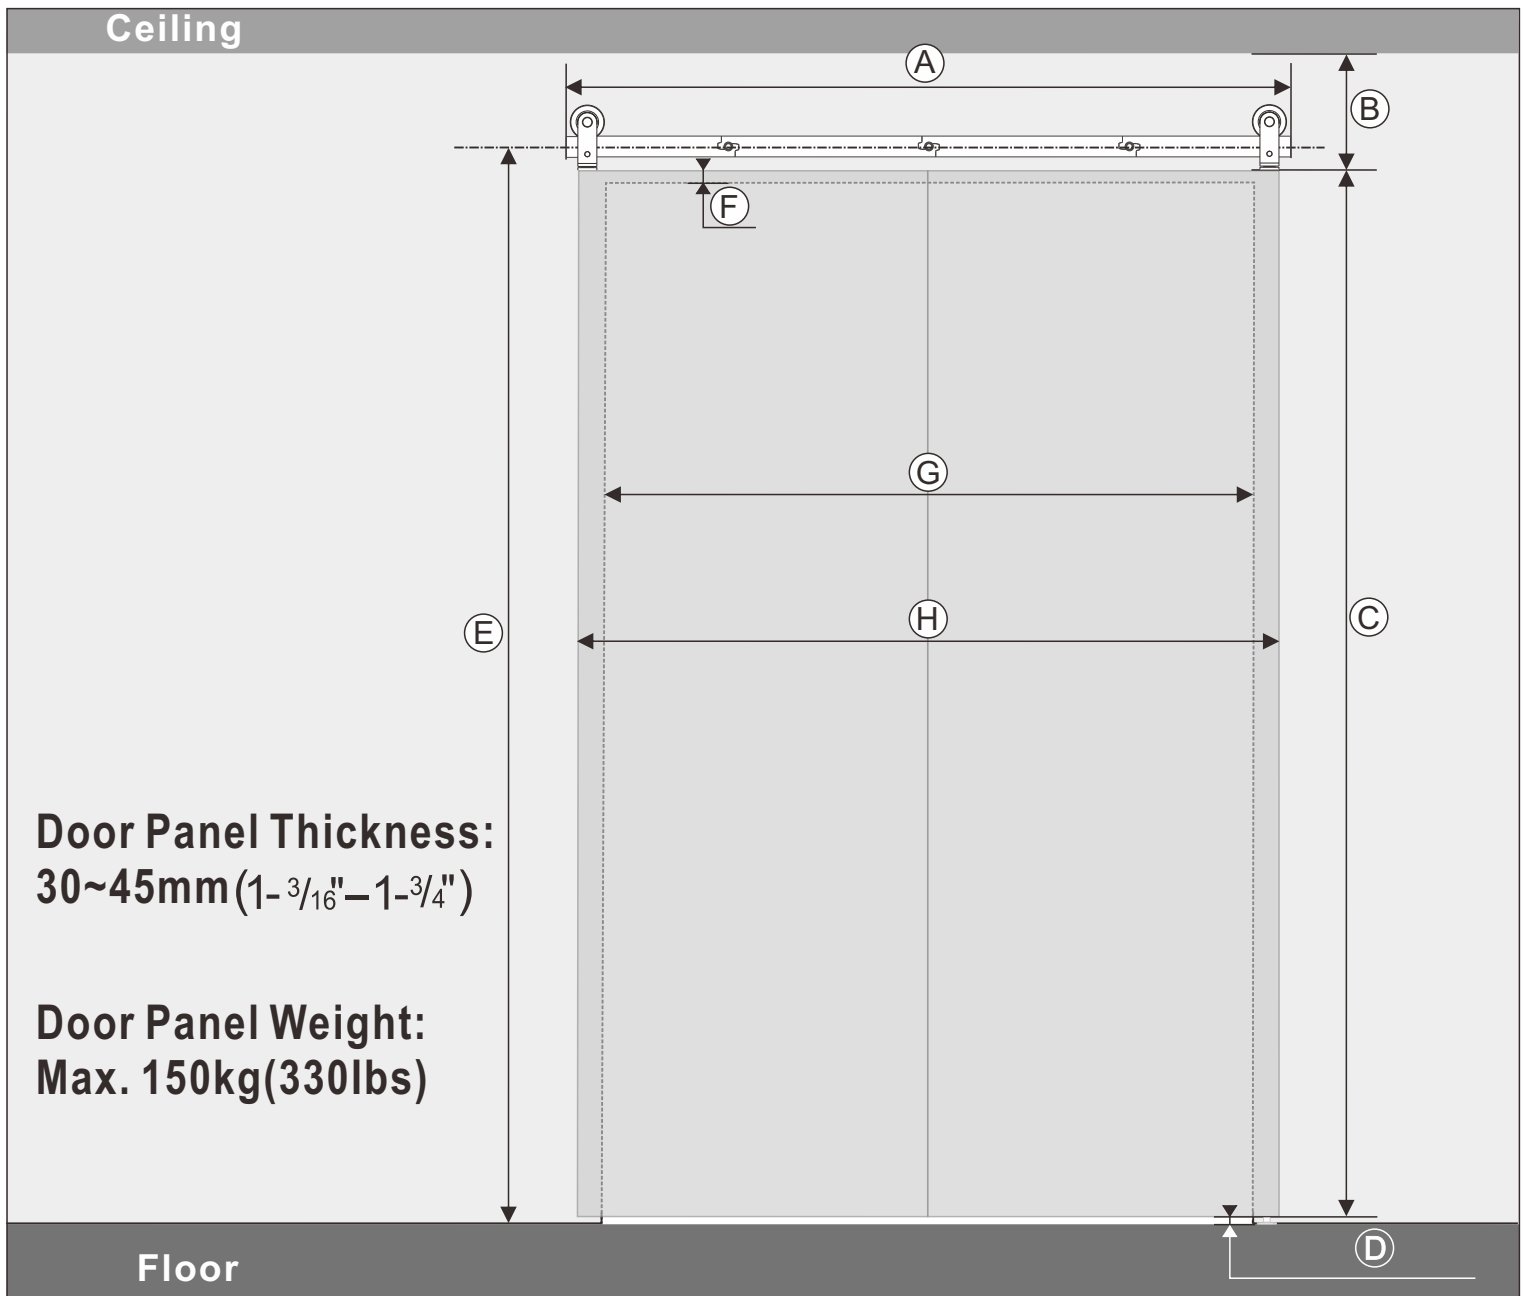 Ceiling
A
B
F
G
H
E
C
Door Panel Thickness:
30~45mm(1- 3/16"–1-3/4")
Door Panel Weight:
Max. 150kg(330lbs)
D
Floor